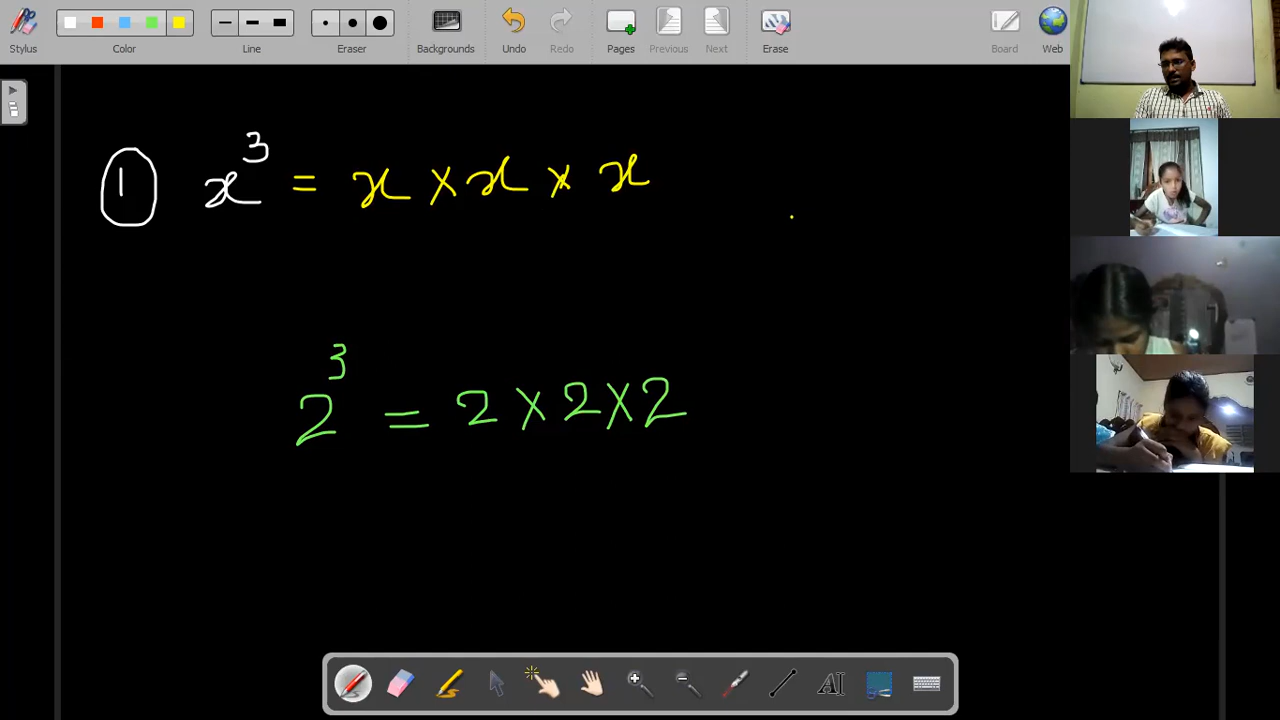 Stylus
Color
Line
Eraser
Backgrounds
Undo
Redo
Pages
Previous
Next
Erase
Board
Web
① x³ = x × x × x
2³ = 2 × 2 × 2
AI